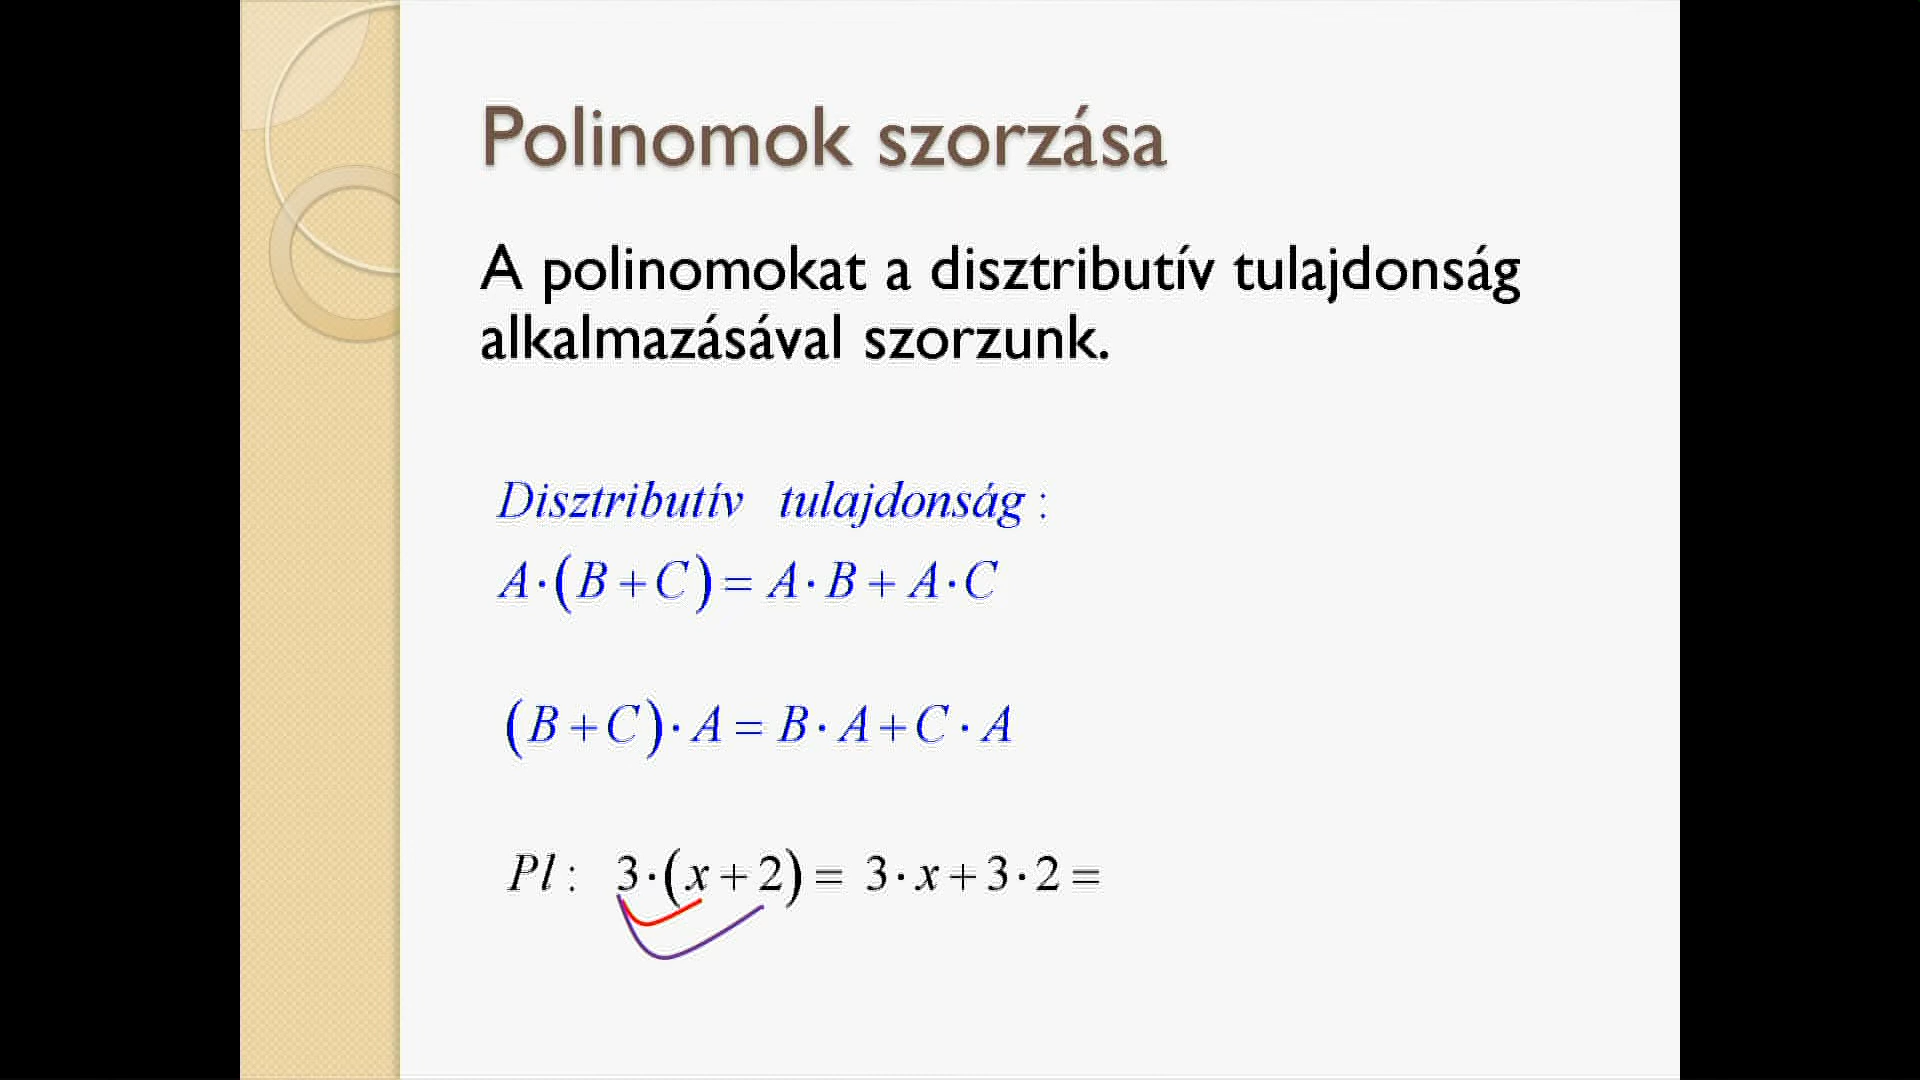 Polinomok szorzása
A polinomokat a disztributív tulajdonság
alkalmazásával szorzunk.
Disztributív tulajdonság :
A·(B+C)= A·B+A·C
(B+C)·A=B·A+C·A
Pl : 3·(x+2)= 3·x+3·2=